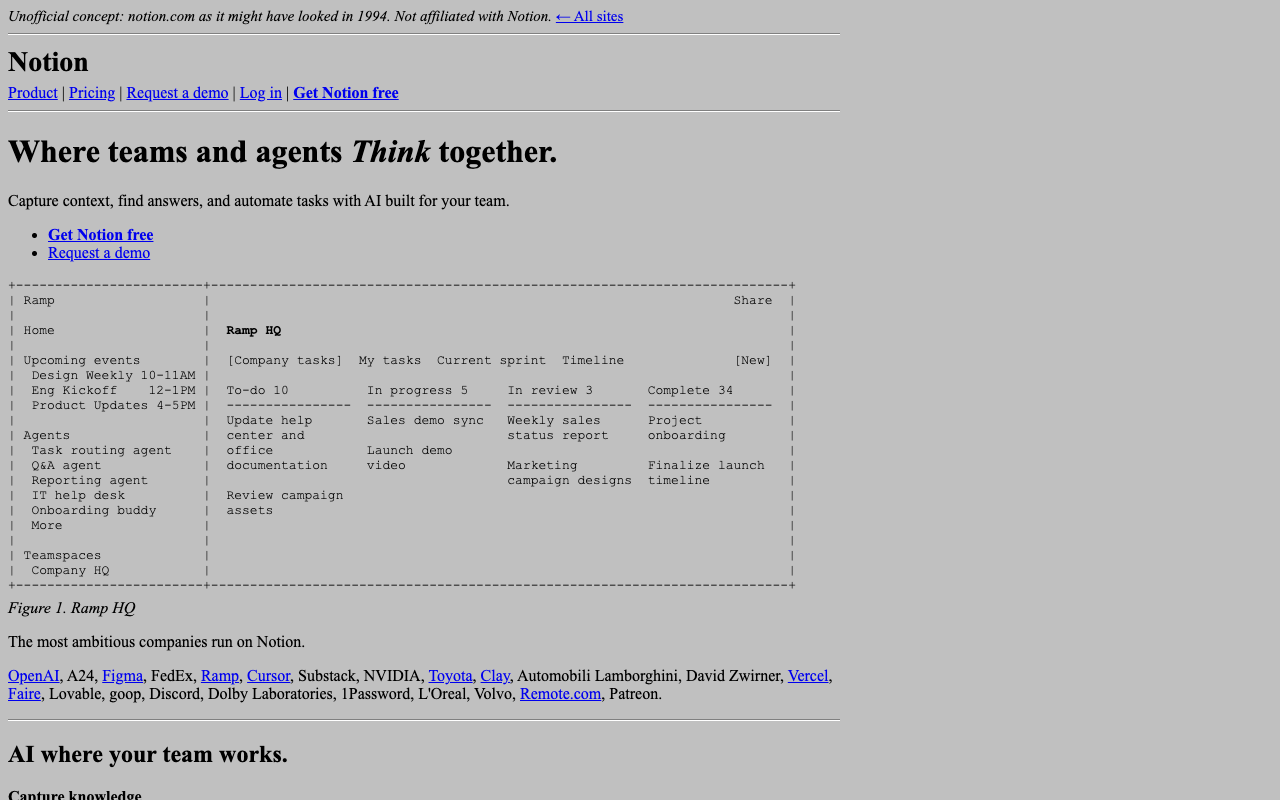 Unofficial concept: notion.com as it might have looked in 1994. Not affiliated with Notion. ← All sites
Notion
Product | Pricing | Request a demo | Log in | Get Notion free
Where teams and agents Think together.
Capture context, find answers, and automate tasks with AI built for your team.
• Get Notion free
• Request a demo
+------------------------+--------------------------------------------------------------------------+
| Ramp                   |                                                                   Share  |
|                        |                                                                          |
| Home                   |  Ramp HQ                                                                 |
|                        |                                                                          |
| Upcoming events        |  [Company tasks]  My tasks  Current sprint  Timeline              [New]  |
|  Design Weekly 10-11AM |                                                                          |
|  Eng Kickoff    12-1PM |  To-do 10          In progress 5     In review 3       Complete 34       |
|  Product Updates 4-5PM |  ----------------  ----------------  ----------------  ----------------  |
|                        |  Update help       Sales demo sync   Weekly sales      Project           |
| Agents                 |  center and                          status report     onboarding        |
|  Task routing agent    |  office            Launch demo                                           |
|  Q&A agent             |  documentation     video             Marketing         Finalize launch   |
|  Reporting agent       |                                      campaign designs  timeline          |
|  IT help desk          |  Review campaign                                                         |
|  Onboarding buddy      |  assets                                                                  |
|  More                  |                                                                          |
|                        |                                                                          |
| Teamspaces             |                                                                          |
|  Company HQ            |                                                                          |
+------------------------+--------------------------------------------------------------------------+
Figure 1. Ramp HQ
The most ambitious companies run on Notion.
OpenAI, A24, Figma, FedEx, Ramp, Cursor, Substack, NVIDIA, Toyota, Clay, Automobili Lamborghini, David Zwirner, Vercel,
Faire, Lovable, goop, Discord, Dolby Laboratories, 1Password, L'Oreal, Volvo, Remote.com, Patreon.
AI where your team works.
Capture knowledge